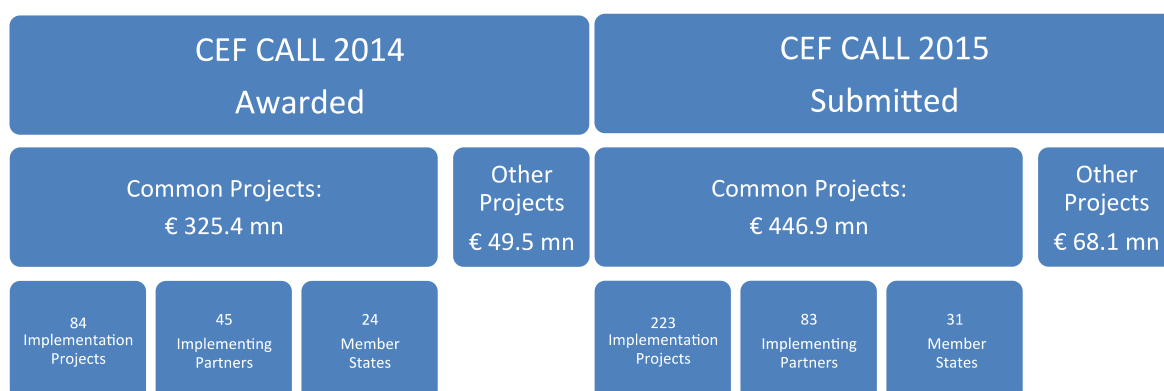 CEF CALL 2014
Awarded
CEF CALL 2015
Submitted
Common Projects:
€ 325.4 mn
Other
Projects
€ 49.5 mn
Common Projects:
€ 446.9 mn
Other
Projects
€ 68.1 mn
84
Implementation
Projects
45
Implementing
Partners
24
Member
States
223
Implementation
Projects
83
Implementing
Partners
31
Member
States